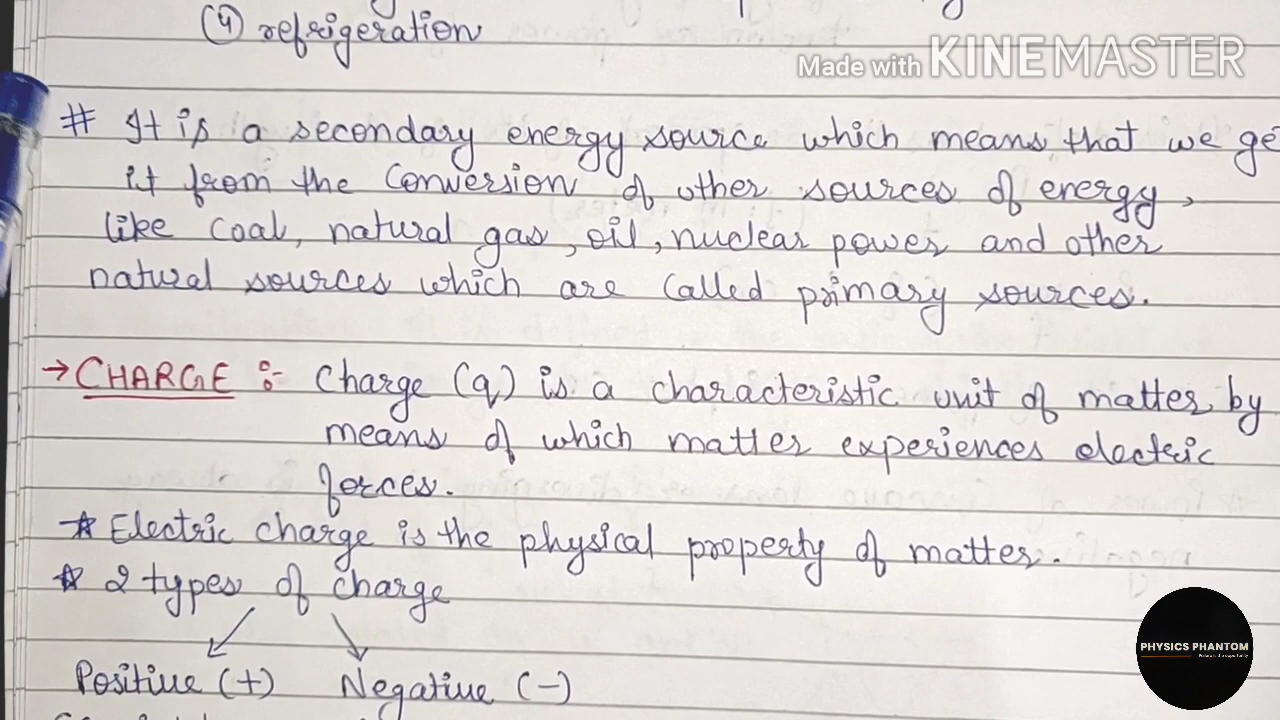 (4) refrigeration
Made with KINEMASTER
# It is a secondary energy source which means that we ge
it from the conversion of other sources of energy,
like coal, natural gas, oil, nuclear power and other
natural sources which are called primary sources.
→ CHARGE :- Charge (q) is a characteristic unit of matter by
means of which matter experiences electric
forces.
☆ Electric charge is the physical property of matter.
☆ 2 types of charge
Positive (+) Negative (-)
PHYSICS PHANTOM